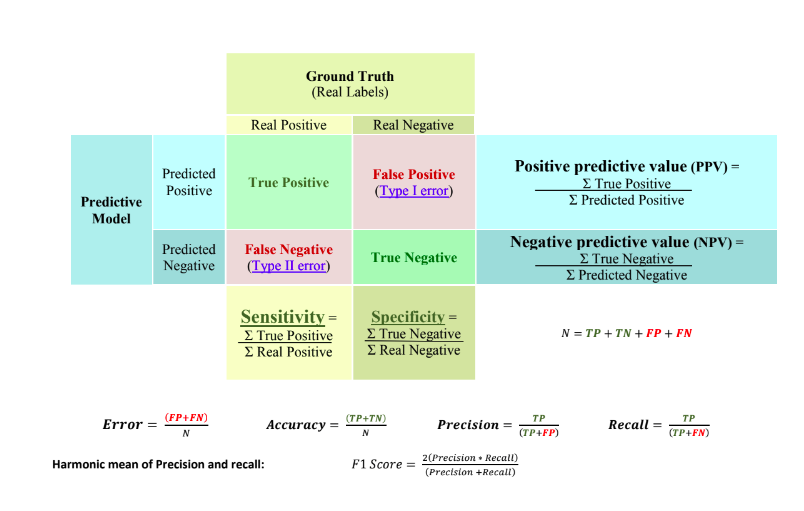 Ground Truth
(Real Labels)
Real Positive Real Negative
Predictive
Model
Predicted
Positive
True Positive
False Positive
(Type I error)
Positive predictive value (PPV) =
Σ True Positive
Σ Predicted Positive
Predicted
Negative
False Negative
(Type II error)
True Negative
Negative predictive value (NPV) =
Σ True Negative
Σ Predicted Negative
Sensitivity =
Σ True Positive
Σ Real Positive
Specificity =
Σ True Negative
Σ Real Negative
N = TP + TN + FP + FN
Error = (FP+FN)/N
Accuracy = (TP+TN)/N
Precision = TP/(TP+FP)
Recall = TP/(TP+FN)
Harmonic mean of Precision and recall:
F1 Score = 2(Precision * Recall)/(Precision +Recall)